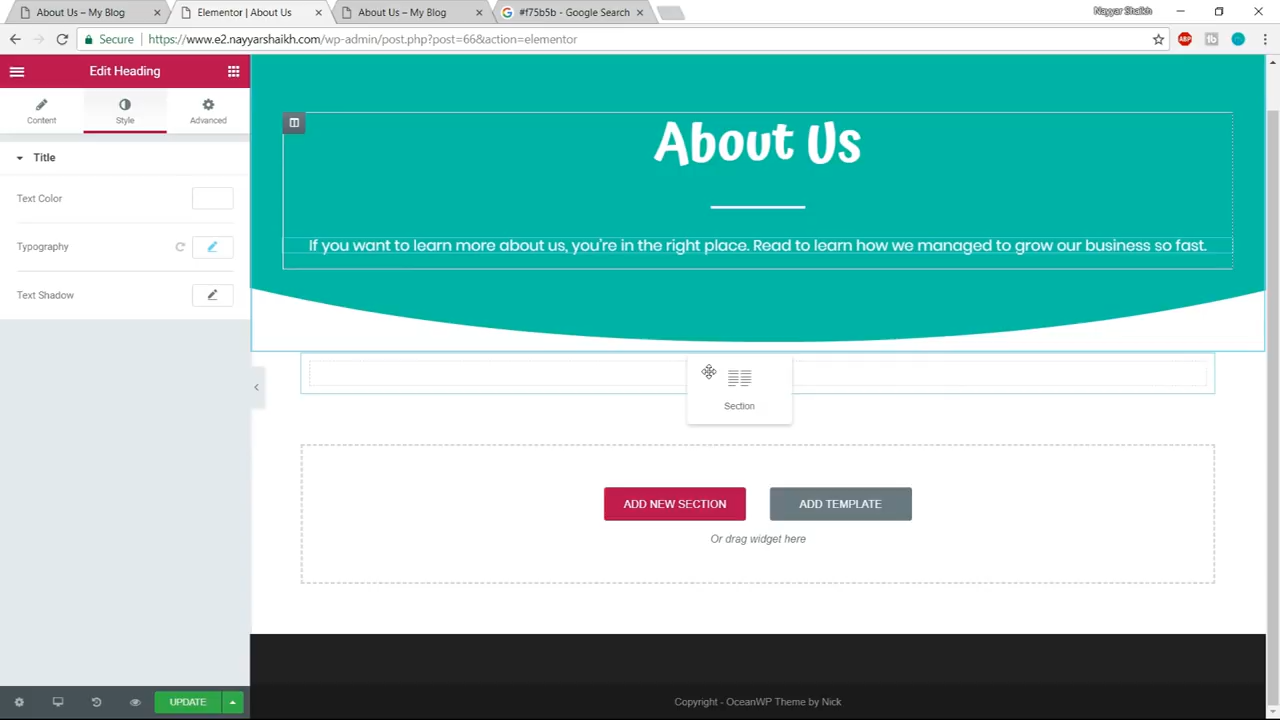 About Us – My Blog
Elementor | About Us
About Us – My Blog
#f75b5b - Google Search
Nayyar Shaikh
Secure
https://www.e2.nayyarshaikh.com/wp-admin/post.php?post=66&action=elementor
ABP
Edit Heading
Content
Style
Advanced
Title
Text Color
Typography
Text Shadow
UPDATE
About Us
If you want to learn more about us, you're in the right place. Read to learn how we managed to grow our business so fast.
Section
ADD NEW SECTION
ADD TEMPLATE
Or drag widget here
Copyright - OceanWP Theme by Nick